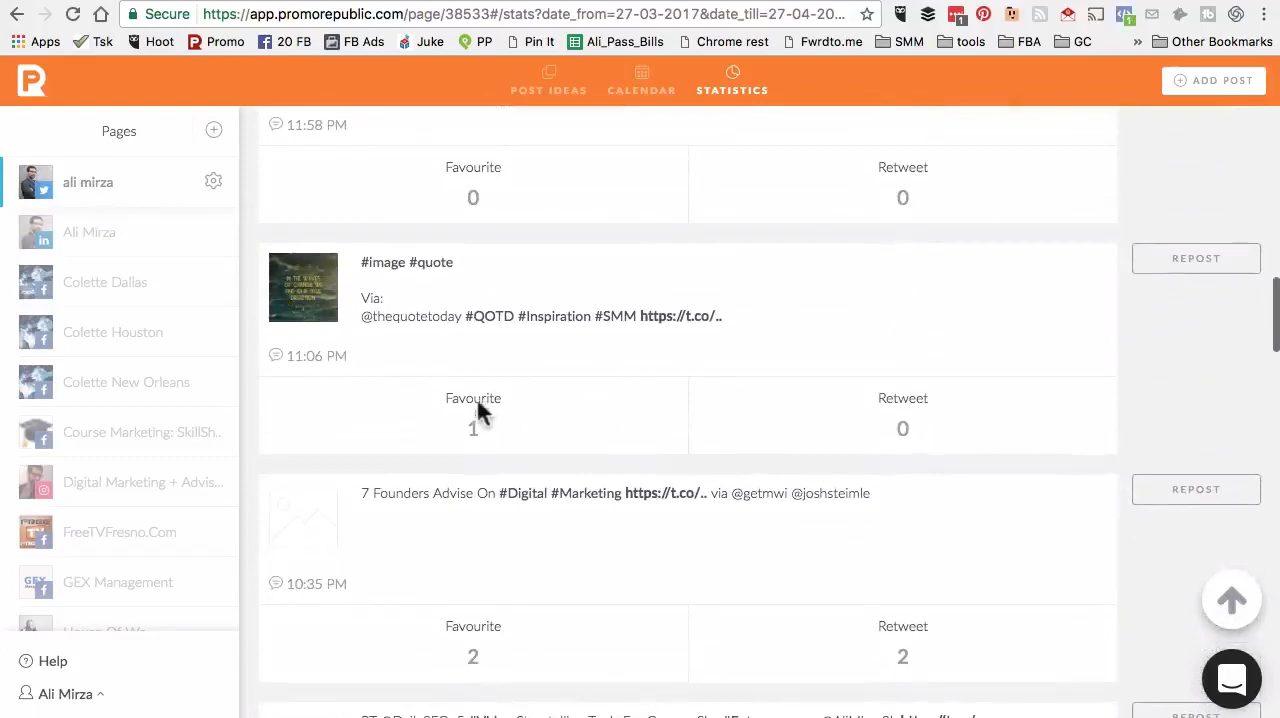 Secure https://app.promorepublic.com/page/38533#/stats?date_from=27-03-2017&date_till=27-04-20...
Apps Tsk Hoot Promo 20 FB FB Ads Juke PP Pin It Ali_Pass_Bills Chrome rest Fwrdto.me SMM tools FBA GC » Other Bookmarks
POST IDEAS CALENDAR STATISTICS ADD POST
Pages
ali mirza
Ali Mirza
Colette Dallas
Colette Houston
Colette New Orleans
Course Marketing: SkillSh..
Digital Marketing + Advis...
FreeTVFresno.Com
GEX Management
Help
Ali Mirza
11:58 PM
Favourite Retweet
0 0
#image #quote
Via:
@thequotetoday #QOTD #Inspiration #SMM https://t.co/..
11:06 PM
REPOST
Favourite Retweet
1 0
7 Founders Advise On #Digital #Marketing https://t.co/.. via @getmwi @joshsteimle
10:35 PM
REPOST
Favourite Retweet
2 2
REPOST